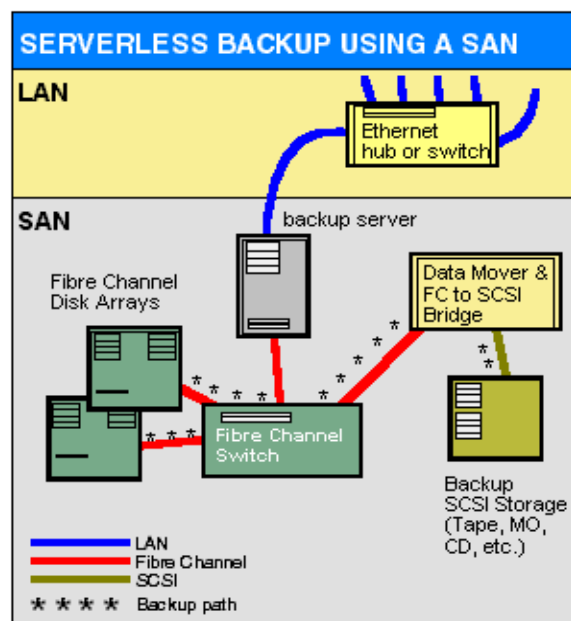 SERVERLESS BACKUP USING A SAN
LAN
Ethernet
hub or switch
SAN
backup server
Fibre Channel
Disk Arrays
Data Mover &
FC to SCSI
Bridge
Fibre Channel
Switch
Backup
SCSI Storage
(Tape, MO,
CD, etc.)
LAN
Fibre Channel
SCSI
* * * * Backup path